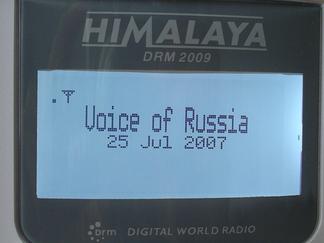 HIMALAYA
DRM 2009
Voice of Russia
25 Jul 2007
drm DIGITAL WORLD RADIO